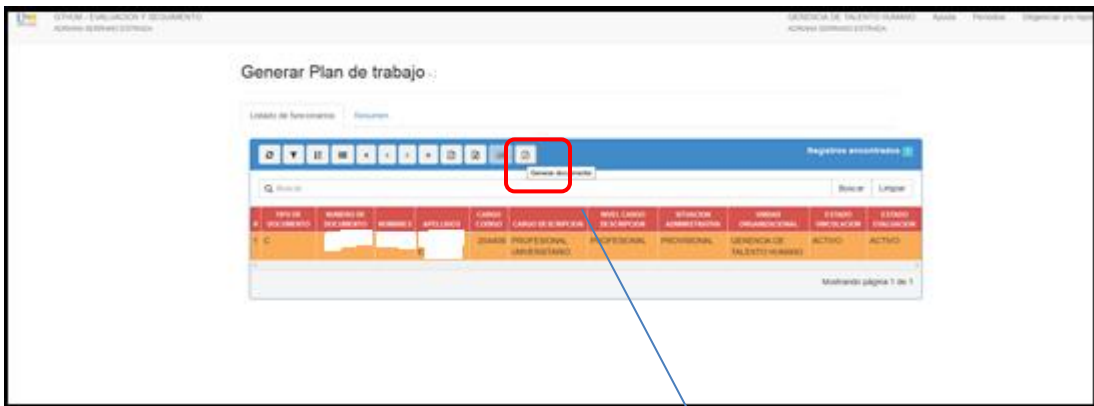 GTHUM - EVALUACION Y SEGUIMIENTO
GERENCIA DE TALENTO HUMANO
Ayuda
Periodos
ADRIANA SERRANO ESTRADA
ADRIANA SERRANO ESTRADA
Generar Plan de trabajo
Listado de funcionarios
Resumen
Registros encontrados 1
Generar documento
Buscar
Buscar
Limpiar
# TIPO DE DOCUMENTO NUMERO DE DOCUMENTO NOMBRES APELLIDOS CARGO CODIGO CARGO DESCRIPCION NIVEL CARGO DESCRIPCION SITUACION ADMINISTRATIVA UNIDAD ORGANIZACIONAL ESTADO VINCULACION ESTADO EVALUACION
1 C PROFESIONAL UNIVERSITARIO PROFESIONAL PROVISIONAL GERENCIA DE TALENTO HUMANO ACTIVO ACTIVO
Mostrando página 1 de 1